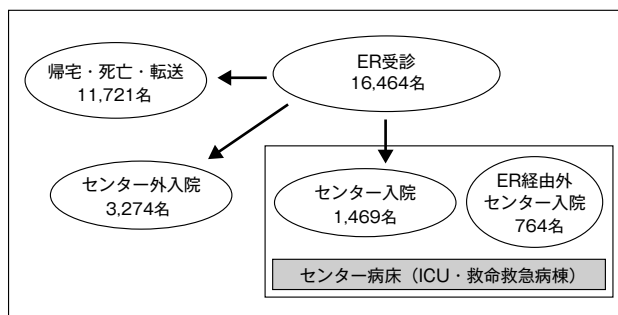 ER受診
16,464名
帰宅・死亡・転送
11,721名
センター外入院
3,274名
センター入院
1,469名
ER経由外
センター入院
764名
センター病床（ICU・救命救急病棟）